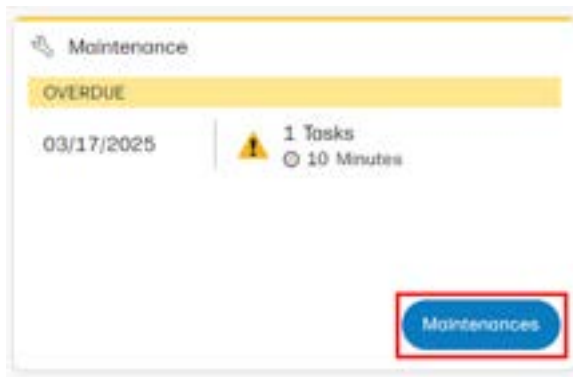 Maintenance
OVERDUE
03/17/2025
1 Tasks
10 Minutes
Maintenances